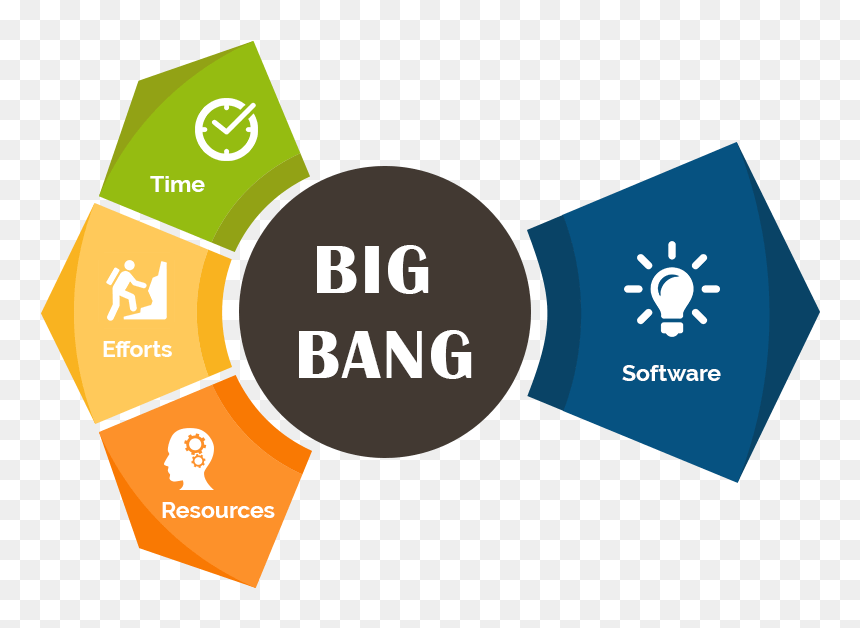 Time
Efforts
Resources
BIG
BANG
Software